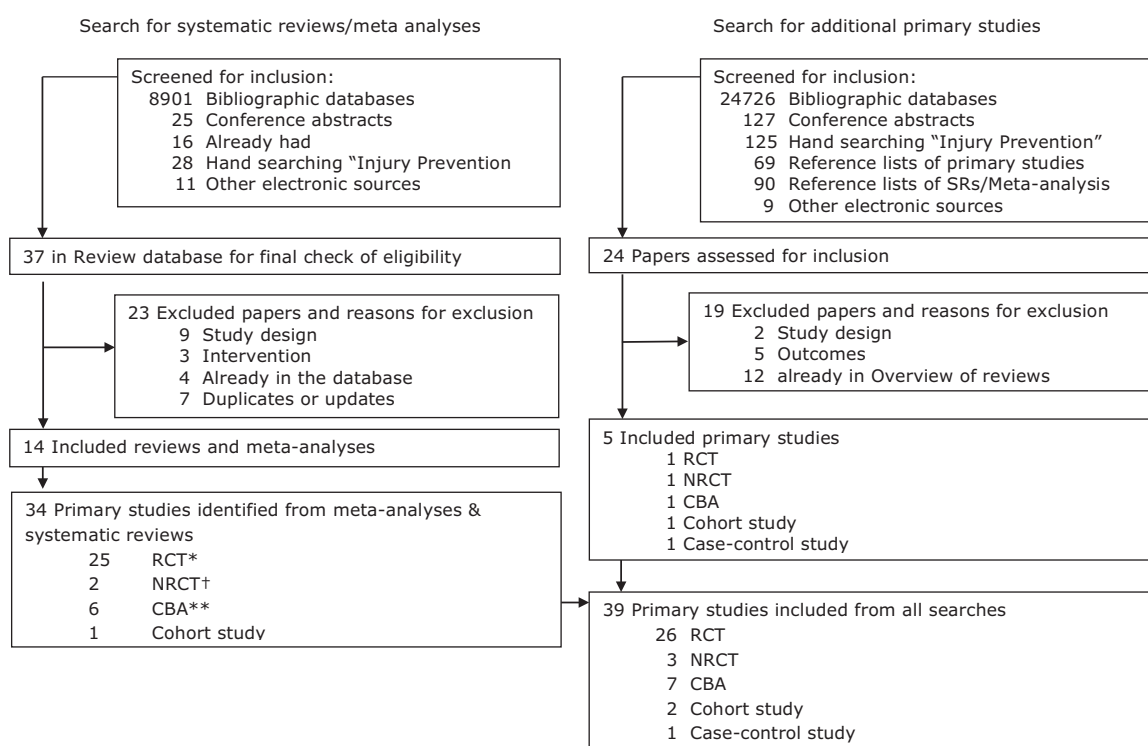 Search for systematic reviews/meta analyses
Screened for inclusion:
8901 Bibliographic databases
25 Conference abstracts
16 Already had
28 Hand searching “Injury Prevention
11 Other electronic sources
37 in Review database for final check of eligibility
23 Excluded papers and reasons for exclusion
9 Study design
3 Intervention
4 Already in the database
7 Duplicates or updates
14 Included reviews and meta-analyses
34 Primary studies identified from meta-analyses &
systematic reviews
25 RCT*
2 NRCT†
6 CBA**
1 Cohort study
Search for additional primary studies
Screened for inclusion:
24726 Bibliographic databases
127 Conference abstracts
125 Hand searching “Injury Prevention”
69 Reference lists of primary studies
90 Reference lists of SRs/Meta-analysis
9 Other electronic sources
24 Papers assessed for inclusion
19 Excluded papers and reasons for exclusion
2 Study design
5 Outcomes
12 already in Overview of reviews
5 Included primary studies
1 RCT
1 NRCT
1 CBA
1 Cohort study
1 Case-control study
39 Primary studies included from all searches
26 RCT
3 NRCT
7 CBA
2 Cohort study
1 Case-control study